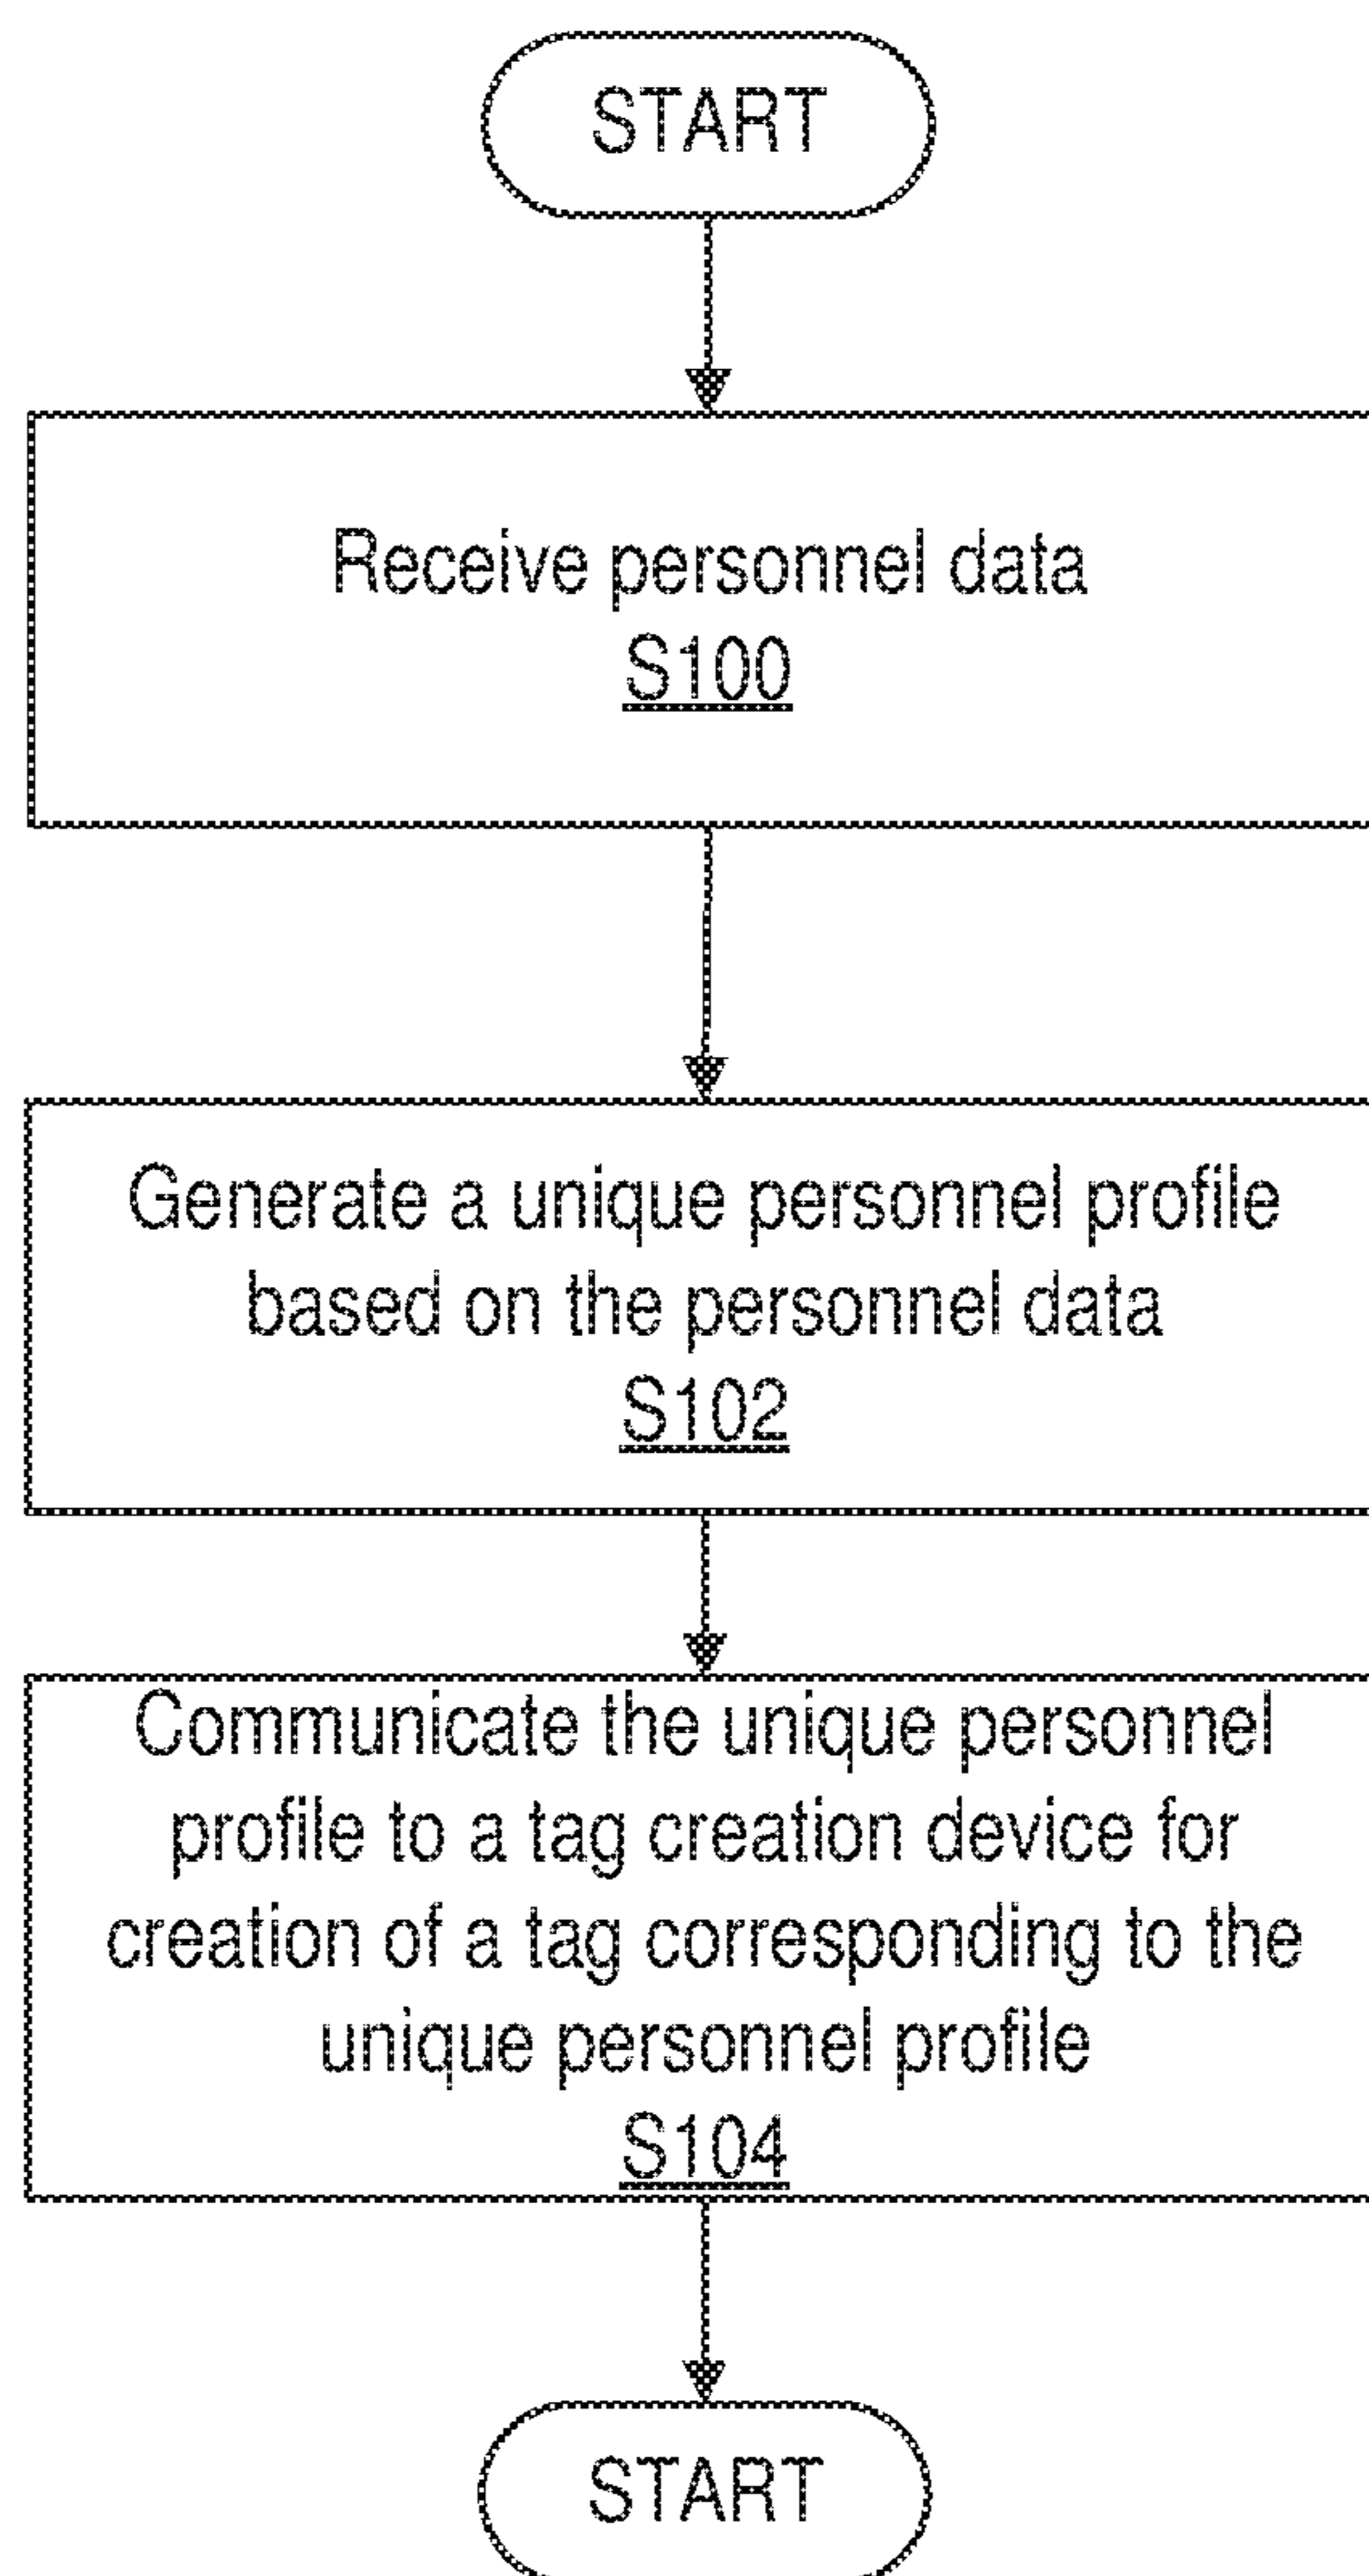 START
Receive personnel data
S100
Generate a unique personnel profile
based on the personnel data
S102
Communicate the unique personnel
profile to a tag creation device for
creation of a tag corresponding to the
unique personnel profile
S104
START